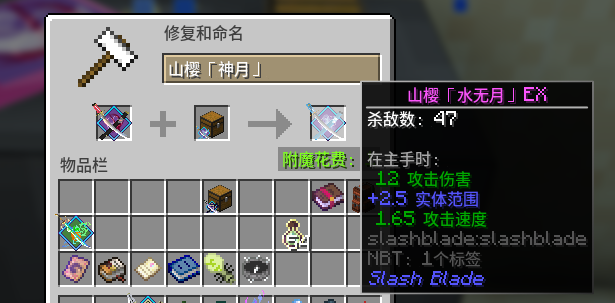 修复和命名
山樱「神月」
附魔花费：
物品栏
山樱「水无月」EX
杀敌数: 47
在主手时：
12 攻击伤害
+2.5 实体范围
1.65 攻击速度
slashblade:slashblade
NBT: 1个标签
Slash Blade